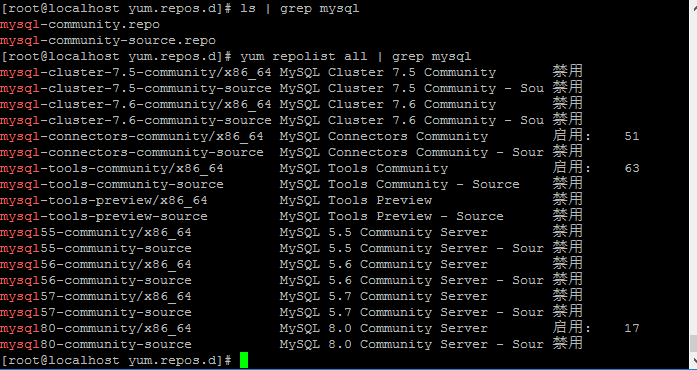 [root@localhost yum.repos.d]# ls | grep mysql
mysql-community.repo
mysql-community-source.repo
[root@localhost yum.repos.d]# yum repolist all | grep mysql
mysql-cluster-7.5-community/x86_64 MySQL Cluster 7.5 Community 禁用
mysql-cluster-7.5-community-source MySQL Cluster 7.5 Community - Sou 禁用
mysql-cluster-7.6-community/x86_64 MySQL Cluster 7.6 Community 禁用
mysql-cluster-7.6-community-source MySQL Cluster 7.6 Community - Sou 禁用
mysql-connectors-community/x86_64 MySQL Connectors Community 启用: 51
mysql-connectors-community-source MySQL Connectors Community - Sour 禁用
mysql-tools-community/x86_64 MySQL Tools Community 启用: 63
mysql-tools-community-source MySQL Tools Community - Source 禁用
mysql-tools-preview/x86_64 MySQL Tools Preview 禁用
mysql-tools-preview-source MySQL Tools Preview - Source 禁用
mysql55-community/x86_64 MySQL 5.5 Community Server 禁用
mysql55-community-source MySQL 5.5 Community Server - Sour 禁用
mysql56-community/x86_64 MySQL 5.6 Community Server 禁用
mysql56-community-source MySQL 5.6 Community Server - Sour 禁用
mysql57-community/x86_64 MySQL 5.7 Community Server 禁用
mysql57-community-source MySQL 5.7 Community Server - Sour 禁用
mysql80-community/x86_64 MySQL 8.0 Community Server 启用: 17
mysql80-community-source MySQL 8.0 Community Server - Sour 禁用
[root@localhost yum.repos.d]#